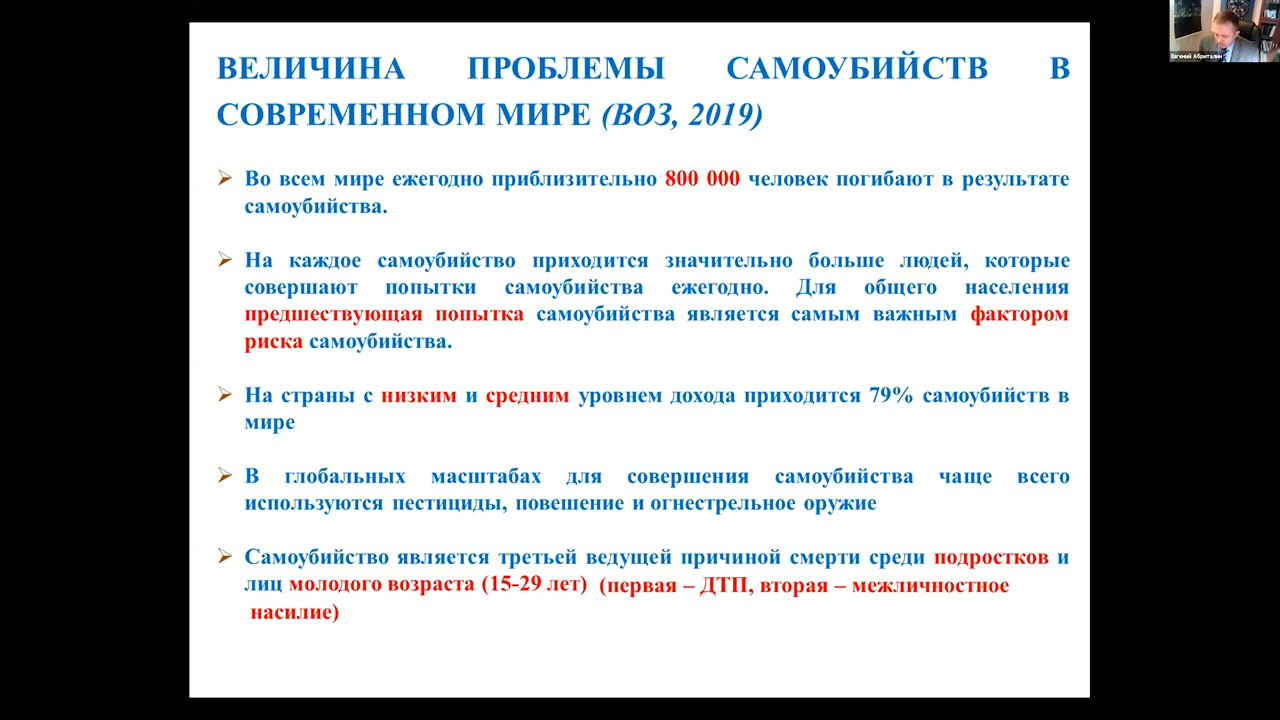 ВЕЛИЧИНА ПРОБЛЕМЫ САМОУБИЙСТВ В
СОВРЕМЕННОМ МИРЕ (ВОЗ, 2019)
Во всем мире ежегодно приблизительно 800 000 человек погибают в результате
самоубийства.
На каждое самоубийство приходится значительно больше людей, которые
совершают попытки самоубийства ежегодно. Для общего населения
предшествующая попытка самоубийства является самым важным фактором
риска самоубийства.
На страны с низким и средним уровнем дохода приходится 79% самоубийств в
мире
В глобальных масштабах для совершения самоубийства чаще всего
используются пестициды, повешение и огнестрельное оружие
Самоубийство является третьей ведущей причиной смерти среди подростков и
лиц молодого возраста (15-29 лет) (первая – ДТП, вторая – межличностное
насилие)
Евгений Абриталин